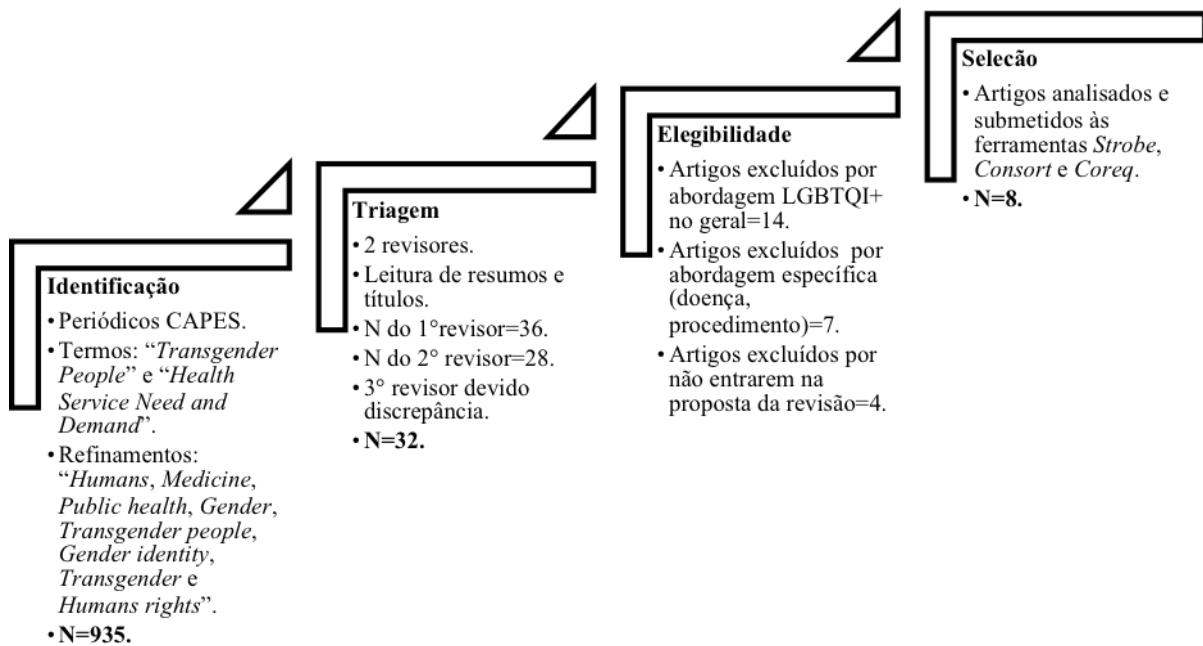 Identificação
• Periódicos CAPES.
• Termos: “Transgender
People” e “Health
Service Need and
Demand”.
• Refinamentos:
“Humans, Medicine,
Public health, Gender,
Transgender people,
Gender identity,
Transgender e
Humans rights”.
• N=935.
Triagem
• 2 revisores.
• Leitura de resumos e
títulos.
• N do 1°revisor=36.
• N do 2° revisor=28.
• 3° revisor devido
discrepância.
• N=32.
Elegibilidade
• Artigos excluídos por
abordagem LGBTQI+
no geral=14.
• Artigos excluídos por
abordagem específica
(doença,
procedimento)=7.
• Artigos excluídos por
não entrarem na
proposta da revisão=4.
Selecão
• Artigos analisados e
submetidos às
ferramentas Strobe,
Consort e Coreq.
• N=8.